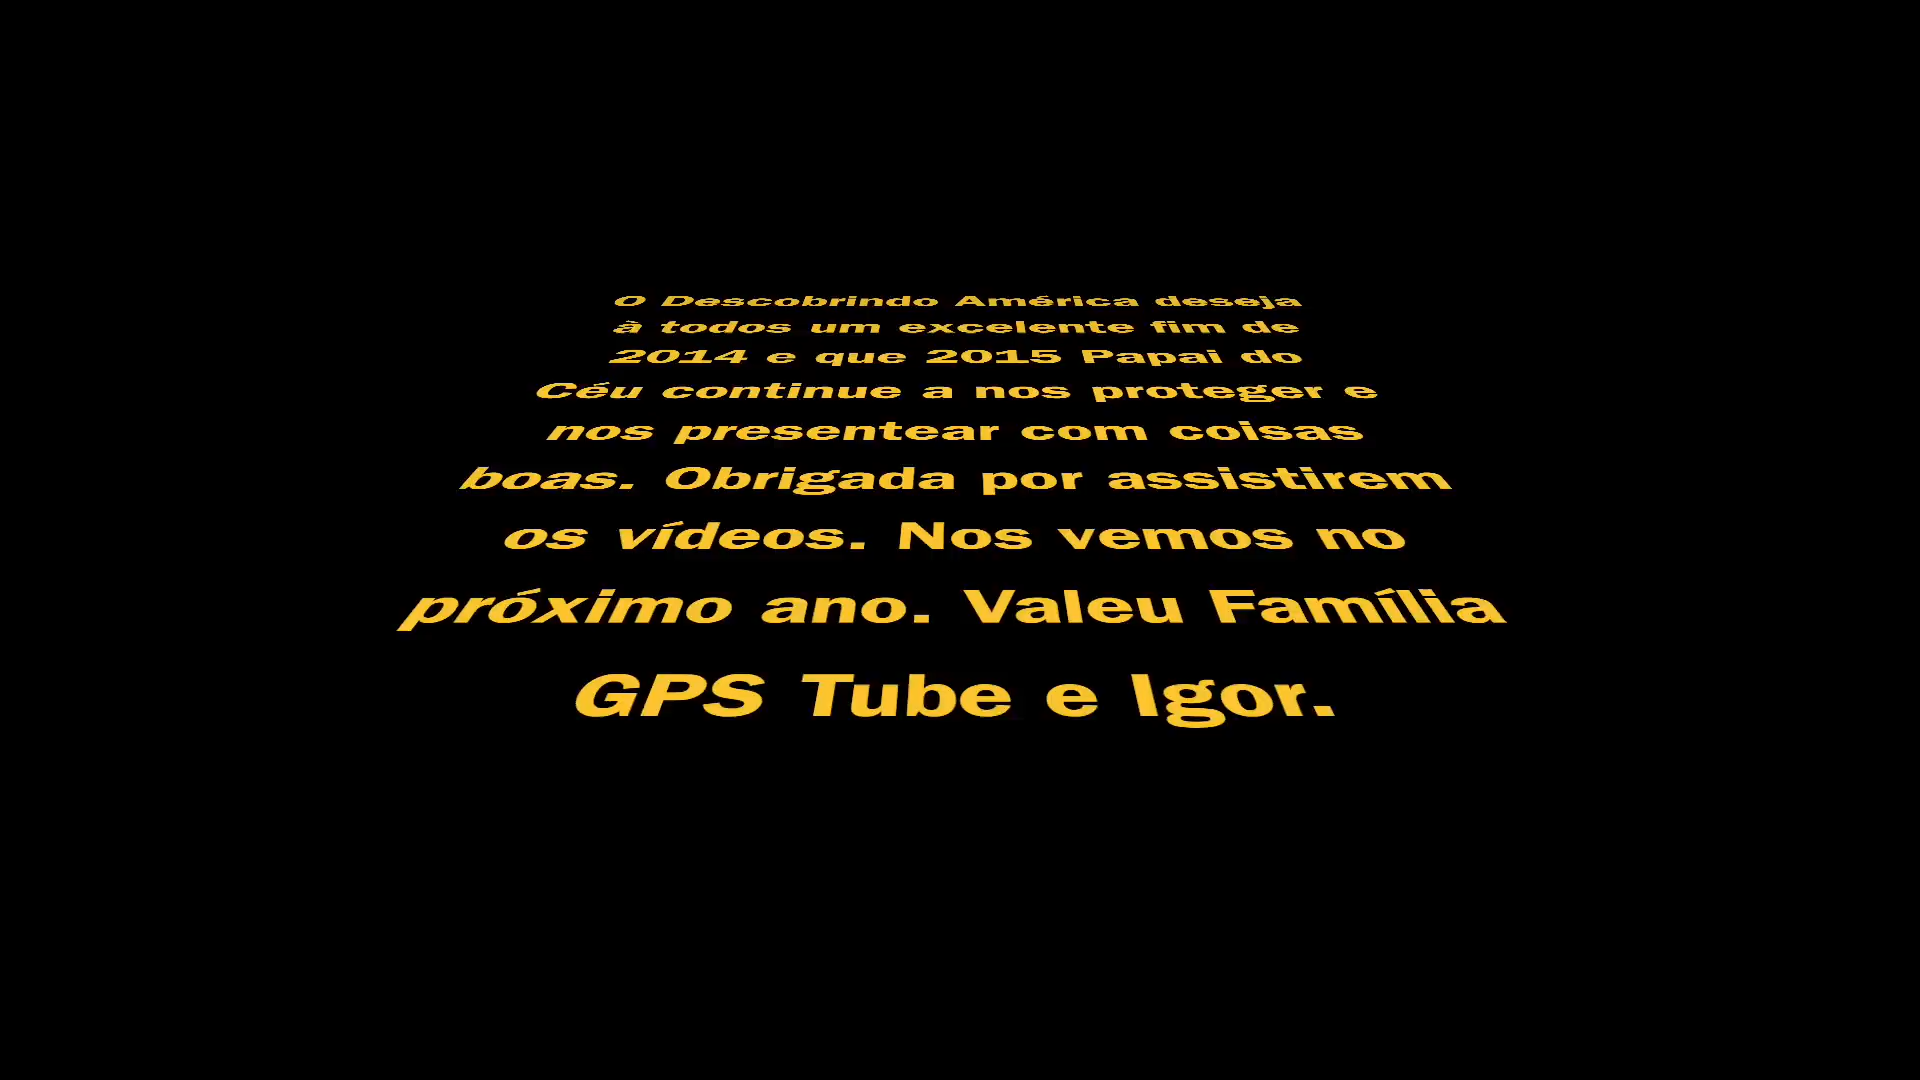 O Descobrindo América deseja
à todos um excelente fim de
2014 e que 2015 Papai do
Céu continue a nos proteger e
nos presentear com coisas
boas. Obrigada por assistirem
os vídeos. Nos vemos no
próximo ano. Valeu Família
GPS Tube e Igor.